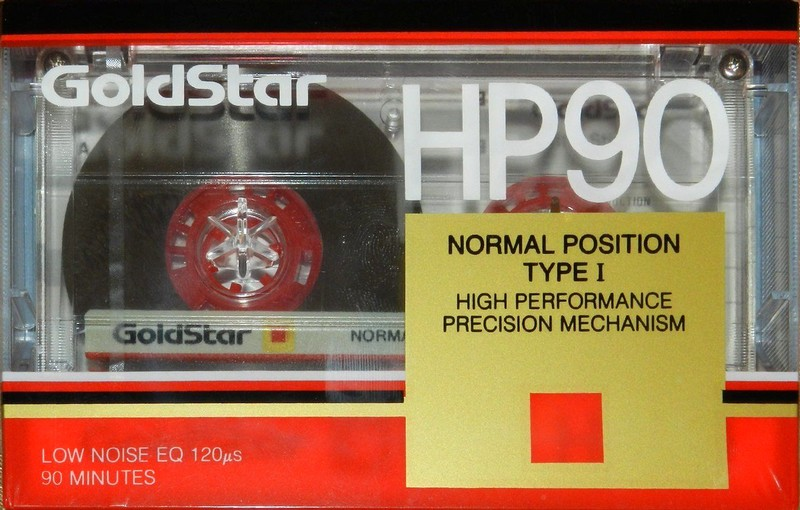 GoldStar
HP90
NORMAL POSITION
TYPE I
HIGH PERFORMANCE
PRECISION MECHANISM
GoldStar
NORMA
LOW NOISE EQ 120µs
90 MINUTES